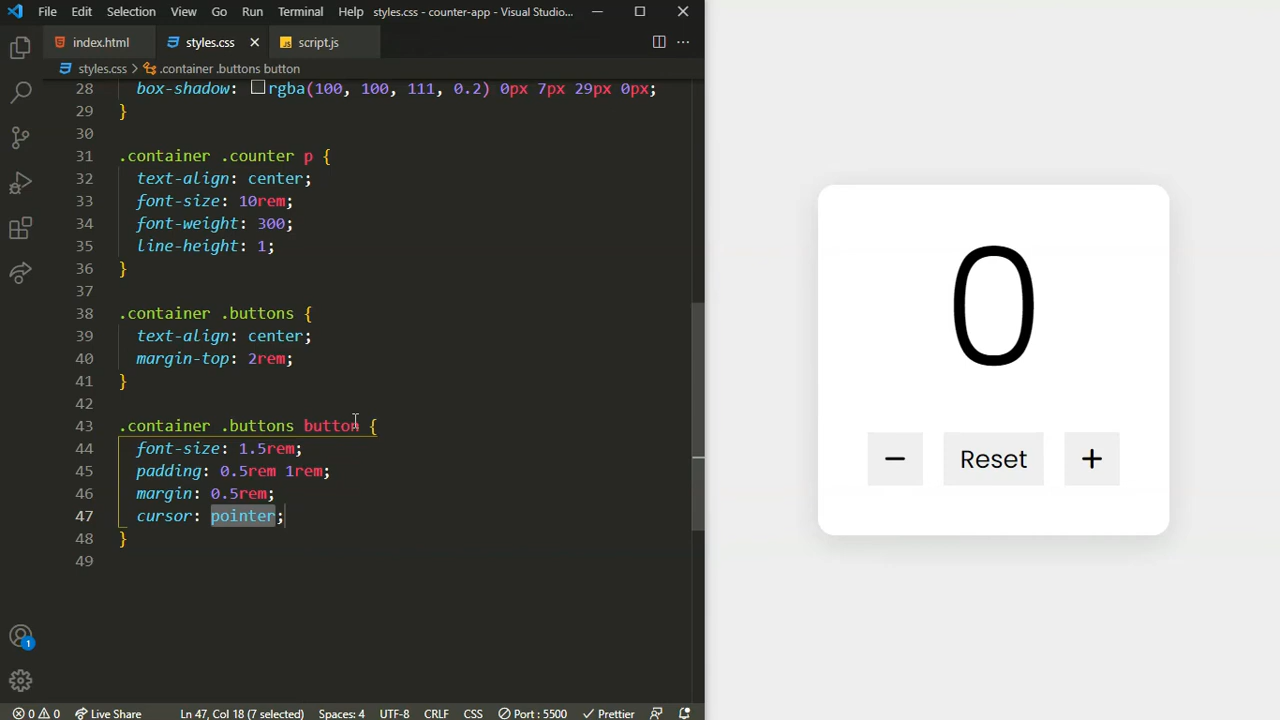 File Edit Selection View Go Run Terminal Help styles.css - counter-app - Visual Studio...
index.html styles.css script.js
styles.css > .container .buttons button
28 box-shadow: rgba(100, 100, 111, 0.2) 0px 7px 29px 0px;
29 }
30
31 .container .counter p {
32 text-align: center;
33 font-size: 10rem;
34 font-weight: 300;
35 line-height: 1;
36 }
37
38 .container .buttons {
39 text-align: center;
40 margin-top: 2rem;
41 }
42
43 .container .buttons button {
44 font-size: 1.5rem;
45 padding: 0.5rem 1rem;
46 margin: 0.5rem;
47 cursor: pointer;
48 }
49
0
− Reset +
1
0 0 Live Share Ln 47, Col 18 (7 selected) Spaces: 4 UTF-8 CRLF CSS Port : 5500 Prettier